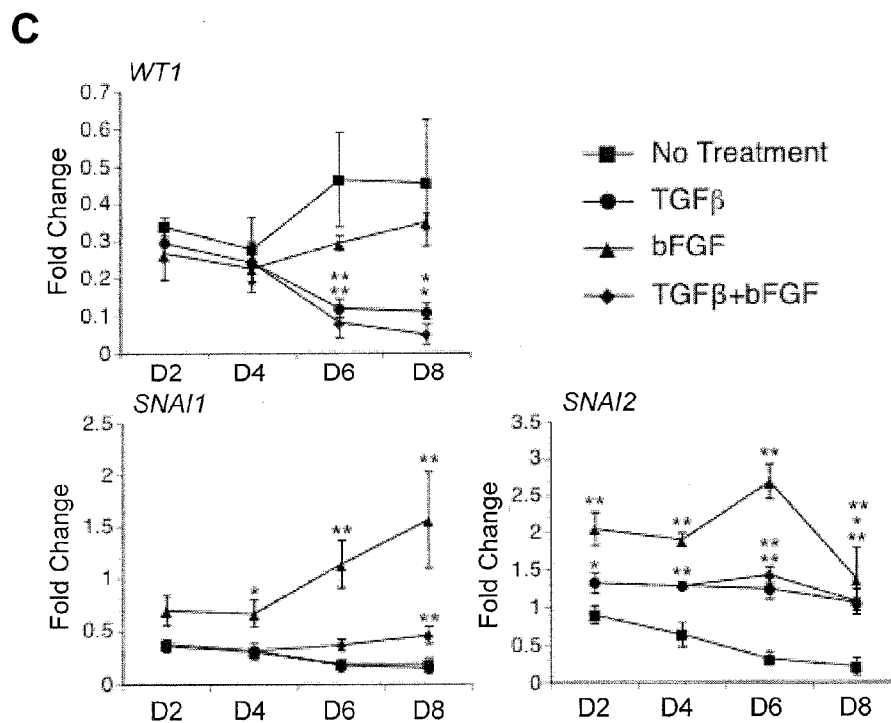 C
WT1
0.7
0.6
0.5
0.4
0.3
0.2
0.1
0
Fold Change
** 
**
*
*
*
D2 D4 D6 D8
No Treatment
TGFβ
bFGF
TGFβ+bFGF
SNAI1
2.5
2
1.5
1
0.5
0
Fold Change
*
**
**
**
D2 D4 D6 D8
SNAI2
3.5
3
2.5
2
1.5
1
0.5
0
Fold Change
**
*
**
**
**
**
**
**
*
**
D2 D4 D6 D8